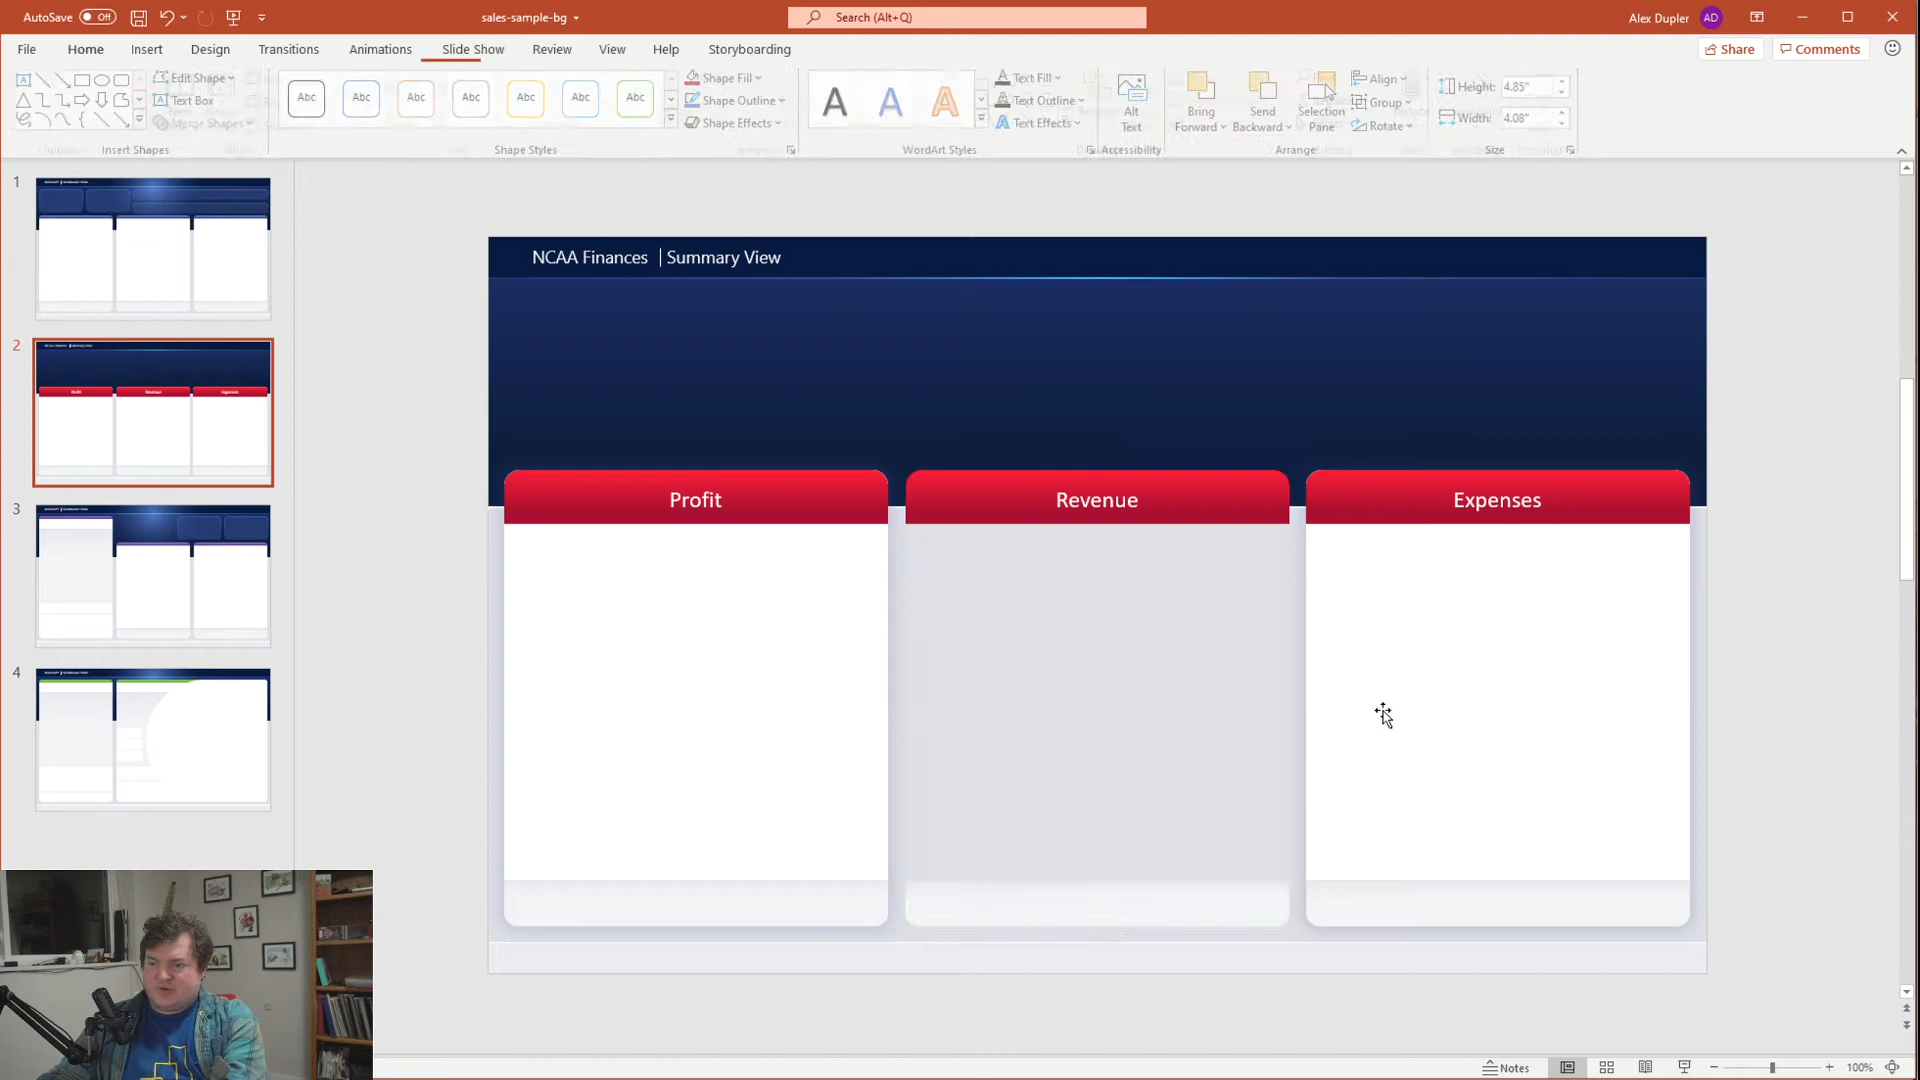 AutoSave Off
sales-sample-bg
Search (Alt+Q)
Alex Dupler AD
File Home Insert Design Transitions Animations Slide Show Review View Help Storyboarding
Share Comments
Edit Shape
Text Box
Merge Shapes
Insert Shapes
Abc Abc Abc Abc Abc Abc Abc
Shape Fill
Shape Outline
Shape Effects
Shape Styles
A A A
Text Fill
Text Outline
Text Effects
WordArt Styles
Alt Text
Accessibility
Bring Forward
Send Backward
Selection Pane
Align
Group
Rotate
Arrange
Height: 4.85"
Width: 4.08"
Size
1
2
3
4
NCAA Finances | Summary View
Profit Revenue Expenses
Notes
100%